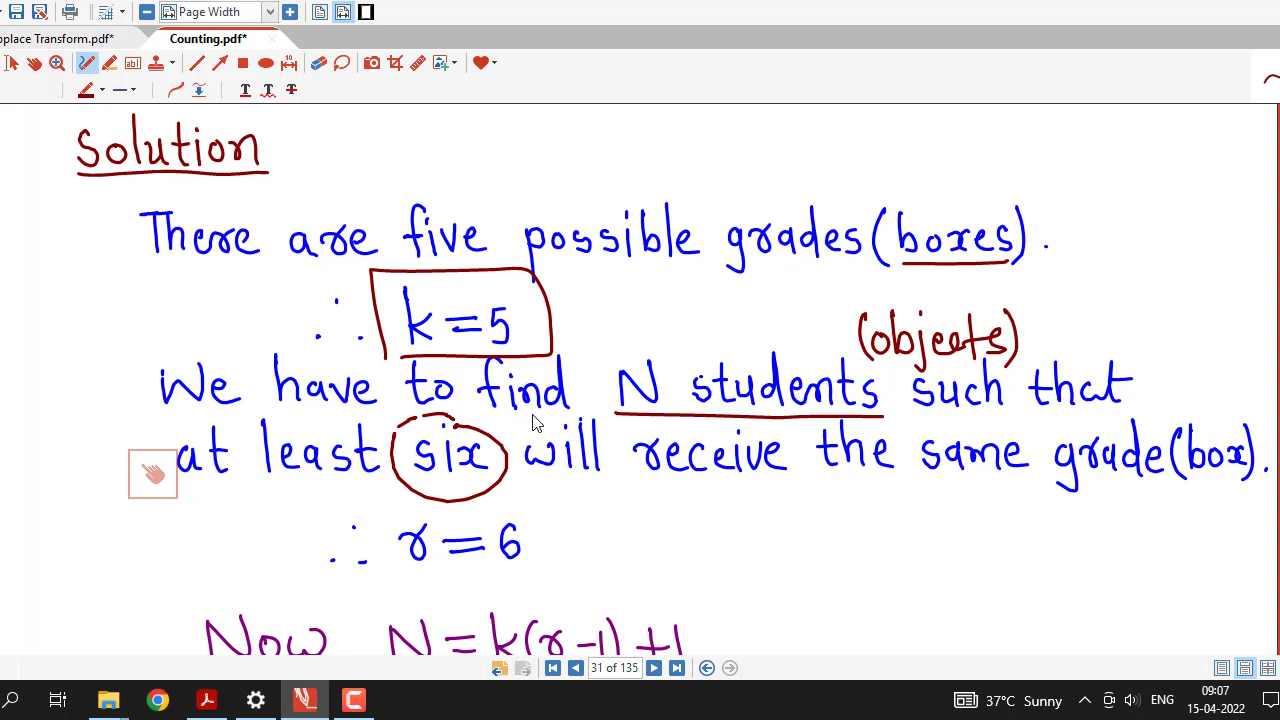 Page Width
pplace Transform.pdf*
Counting.pdf*
Solution
There are five possible grades(boxes).
∴ k=5
(objects)
We have to find N students such that
at least six will receive the same grade(box).
∴ r=6
Now N=k(r-1)+1
31 of 135
37°C Sunny
ENG
09:07
15-04-2022